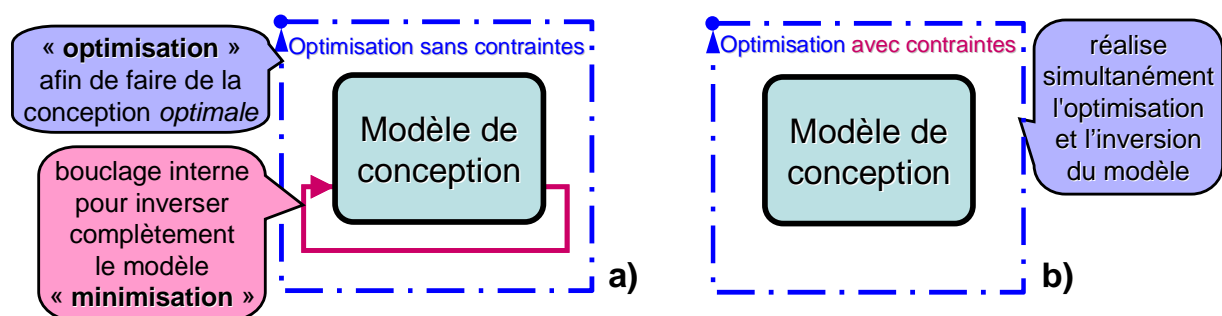 « optimisation »
afin de faire de la
conception optimale
Optimisation sans contraintes
Modèle de
conception
bouclage interne
pour inverser
complètement
le modèle
« minimisation »
a)
Optimisation avec contraintes
Modèle de
conception
réalise
simultanément
l'optimisation
et l’inversion
du modèle
b)